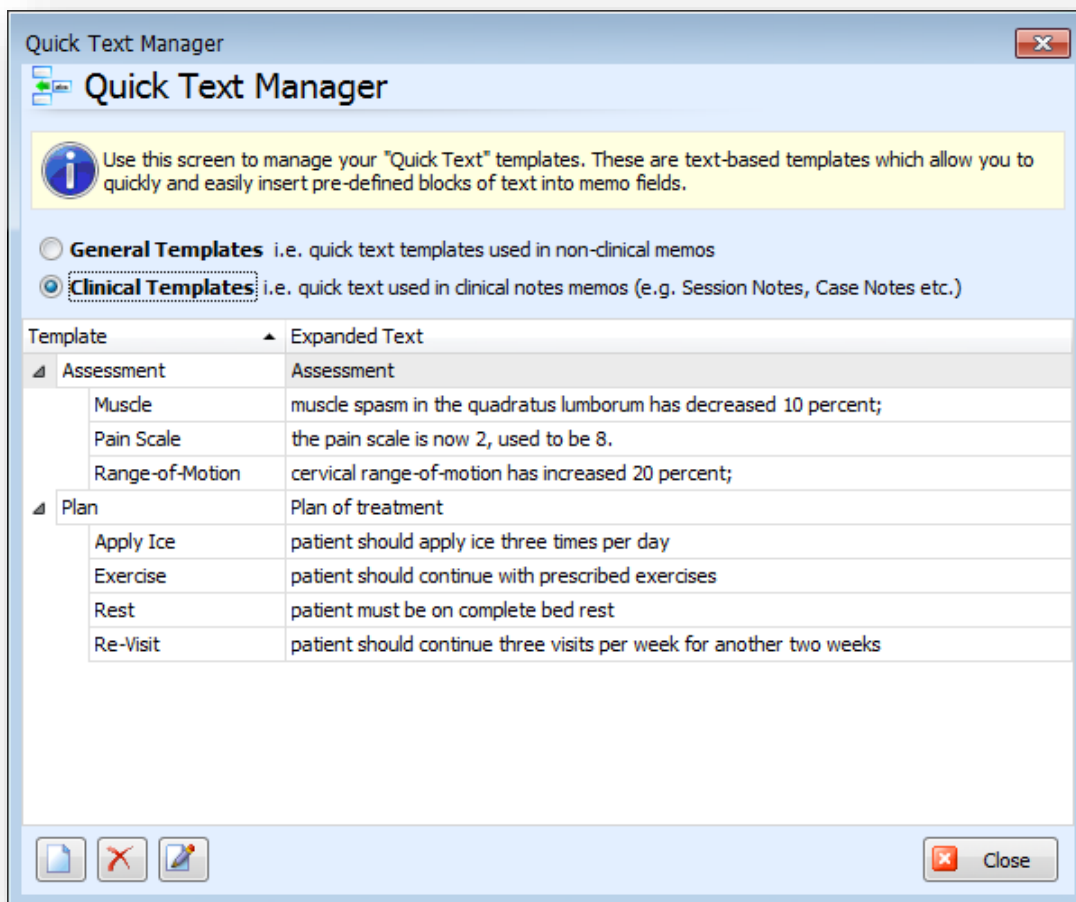 Quick Text Manager
Quick Text Manager
Use this screen to manage your "Quick Text" templates. These are text-based templates which allow you to
quickly and easily insert pre-defined blocks of text into memo fields.
General Templates i.e. quick text templates used in non-clinical memos
Clinical Templates i.e. quick text used in clinical notes memos (e.g. Session Notes, Case Notes etc.)
Template Expanded Text
Assessment Assessment
Muscle muscle spasm in the quadratus lumborum has decreased 10 percent;
Pain Scale the pain scale is now 2, used to be 8.
Range-of-Motion cervical range-of-motion has increased 20 percent;
Plan Plan of treatment
Apply Ice patient should apply ice three times per day
Exercise patient should continue with prescribed exercises
Rest patient must be on complete bed rest
Re-Visit patient should continue three visits per week for another two weeks
Close